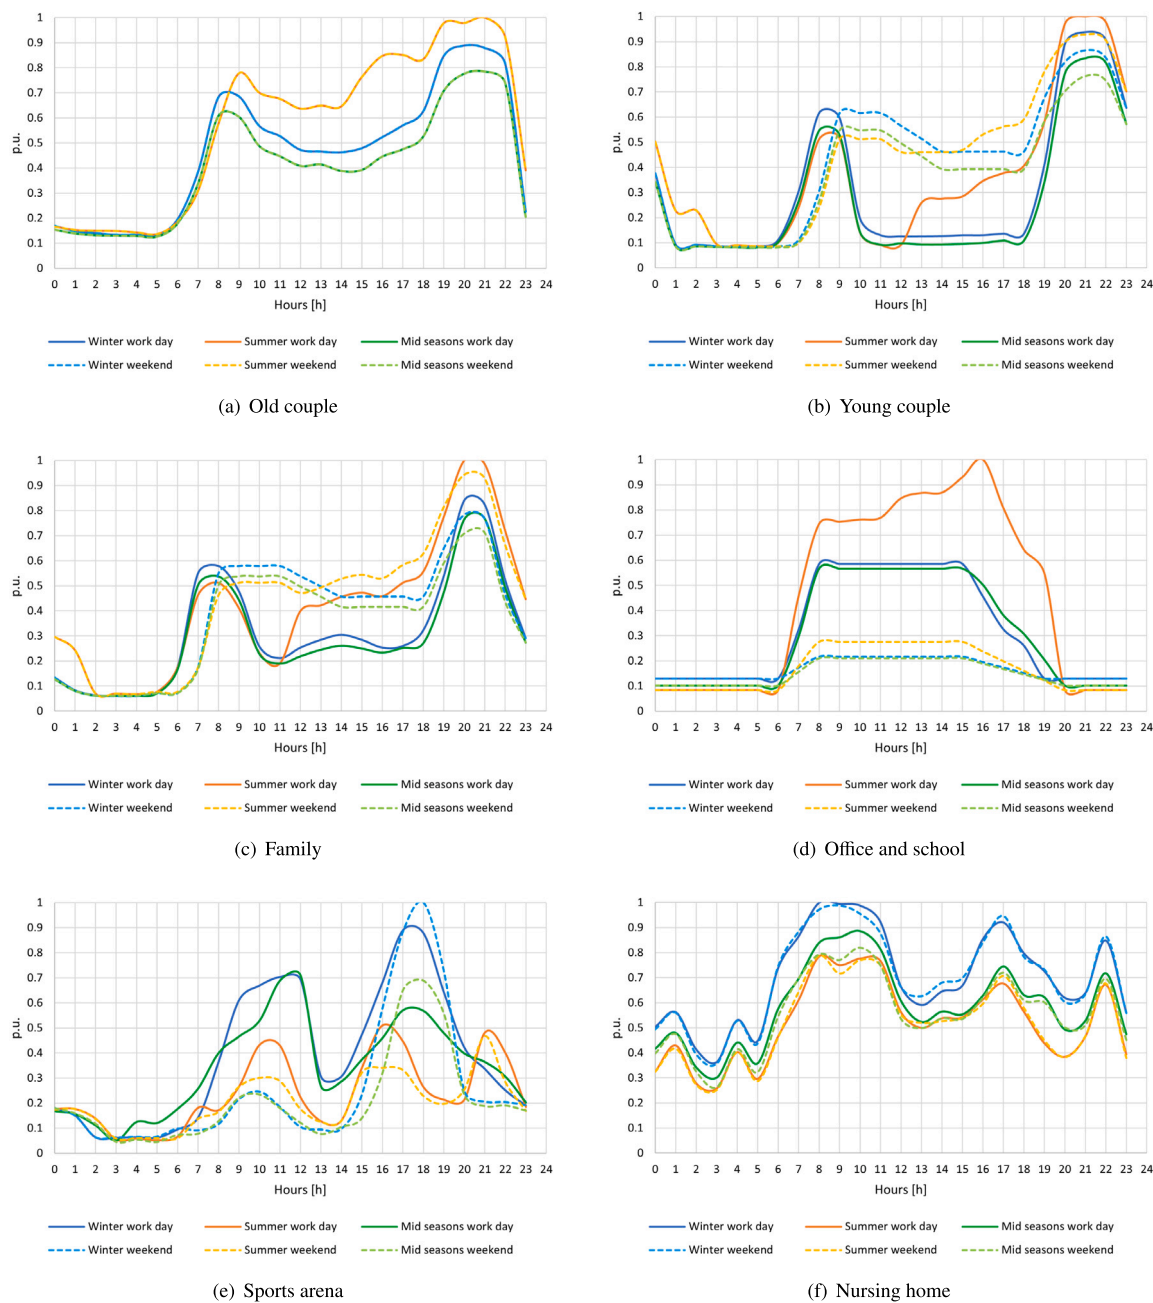 1
0.9
0.8
0.7
0.6
0.5
0.4
0.3
0.2
0.1
0
p.u.
0 1 2 3 4 5 6 7 8 9 10 11 12 13 14 15 16 17 18 19 20 21 22 23 24
Hours [h]
Winter work day Summer work day Mid seasons work day
Winter weekend Summer weekend Mid seasons weekend
(a) Old couple
1
0.9
0.8
0.7
0.6
0.5
0.4
0.3
0.2
0.1
0
p.u.
0 1 2 3 4 5 6 7 8 9 10 11 12 13 14 15 16 17 18 19 20 21 22 23 24
Hours [h]
Winter work day Summer work day Mid seasons work day
Winter weekend Summer weekend Mid seasons weekend
(b) Young couple
1
0.9
0.8
0.7
0.6
0.5
0.4
0.3
0.2
0.1
0
p.u.
0 1 2 3 4 5 6 7 8 9 10 11 12 13 14 15 16 17 18 19 20 21 22 23 24
Hours [h]
Winter work day Summer work day Mid seasons work day
Winter weekend Summer weekend Mid seasons weekend
(c) Family
1
0.9
0.8
0.7
0.6
0.5
0.4
0.3
0.2
0.1
0
p.u.
0 1 2 3 4 5 6 7 8 9 10 11 12 13 14 15 16 17 18 19 20 21 22 23 24
Hours [h]
Winter work day Summer work day Mid seasons work day
Winter weekend Summer weekend Mid seasons weekend
(d) Office and school
1
0.9
0.8
0.7
0.6
0.5
0.4
0.3
0.2
0.1
0
p.u.
0 1 2 3 4 5 6 7 8 9 10 11 12 13 14 15 16 17 18 19 20 21 22 23 24
Hours [h]
Winter work day Summer work day Mid seasons work day
Winter weekend Summer weekend Mid seasons weekend
(e) Sports arena
1
0.9
0.8
0.7
0.6
0.5
0.4
0.3
0.2
0.1
0
p.u.
0 1 2 3 4 5 6 7 8 9 10 11 12 13 14 15 16 17 18 19 20 21 22 23 24
Hours [h]
Winter work day Summer work day Mid seasons work day
Winter weekend Summer weekend Mid seasons weekend
(f) Nursing home